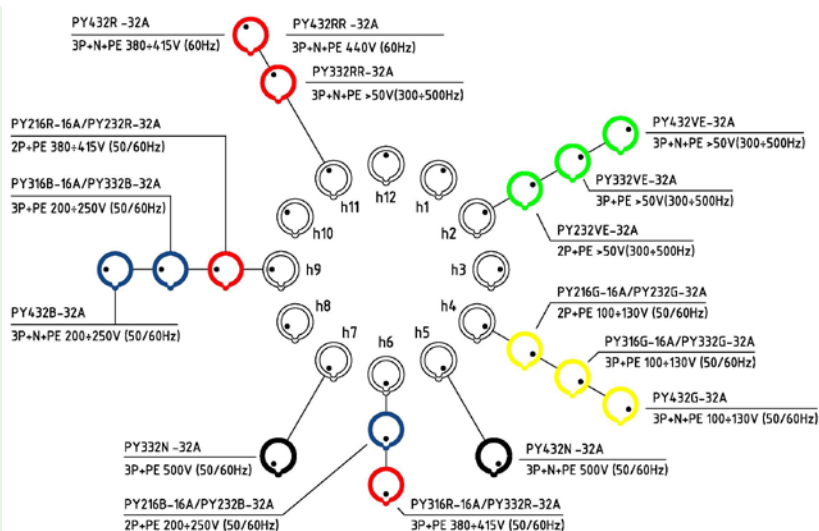 PY432R -32A
3P+N+PE 380÷415V (60Hz)
PY432RR -32A
3P+N+PE 440V (60Hz)
PY332RR-32A
3P+N+PE >50V(300÷500Hz)
PY216R-16A/PY232R-32A
2P+PE 380÷415V (50/60Hz)
PY316B-16A/PY332B-32A
3P+PE 200÷250V (50/60Hz)
PY432B-32A
3P+N+PE 200÷250V (50/60Hz)
PY432VE-32A
3P+N+PE >50V(300÷500Hz)
PY332VE-32A
3P+PE >50V(300÷500Hz)
PY232VE-32A
2P+PE >50V(300÷500Hz)
h12
h11
h1
h10
h2
h9
h3
h8
h4
h7
h6
h5
PY216G-16A/PY232G-32A
2P+PE 100÷130V (50/60Hz)
PY316G-16A/PY332G-32A
3P+PE 100÷130V (50/60Hz)
PY432G-32A
3P+N+PE 100÷130V (50/60Hz)
PY332N -32A
3P+PE 500V (50/60Hz)
PY432N -32A
3P+N+PE 500V (50/60Hz)
PY216B-16A/PY232B-32A
2P+PE 200÷250V (50/60Hz)
PY316R-16A/PY332R-32A
3P+PE 380÷415V (50/60Hz)